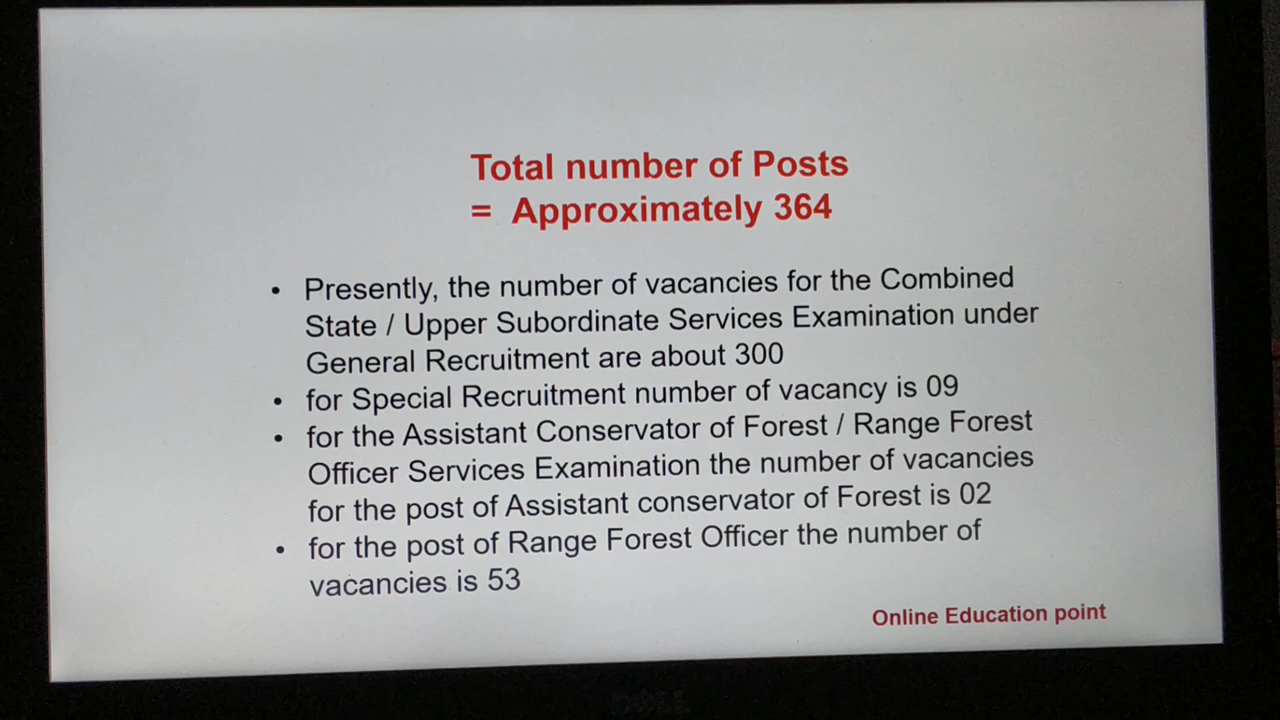 Total number of Posts
= Approximately 364
• Presently, the number of vacancies for the Combined
State / Upper Subordinate Services Examination under
General Recruitment are about 300
• for Special Recruitment number of vacancy is 09
• for the Assistant Conservator of Forest / Range Forest
Officer Services Examination the number of vacancies
for the post of Assistant conservator of Forest is 02
• for the post of Range Forest Officer the number of
vacancies is 53
Online Education point